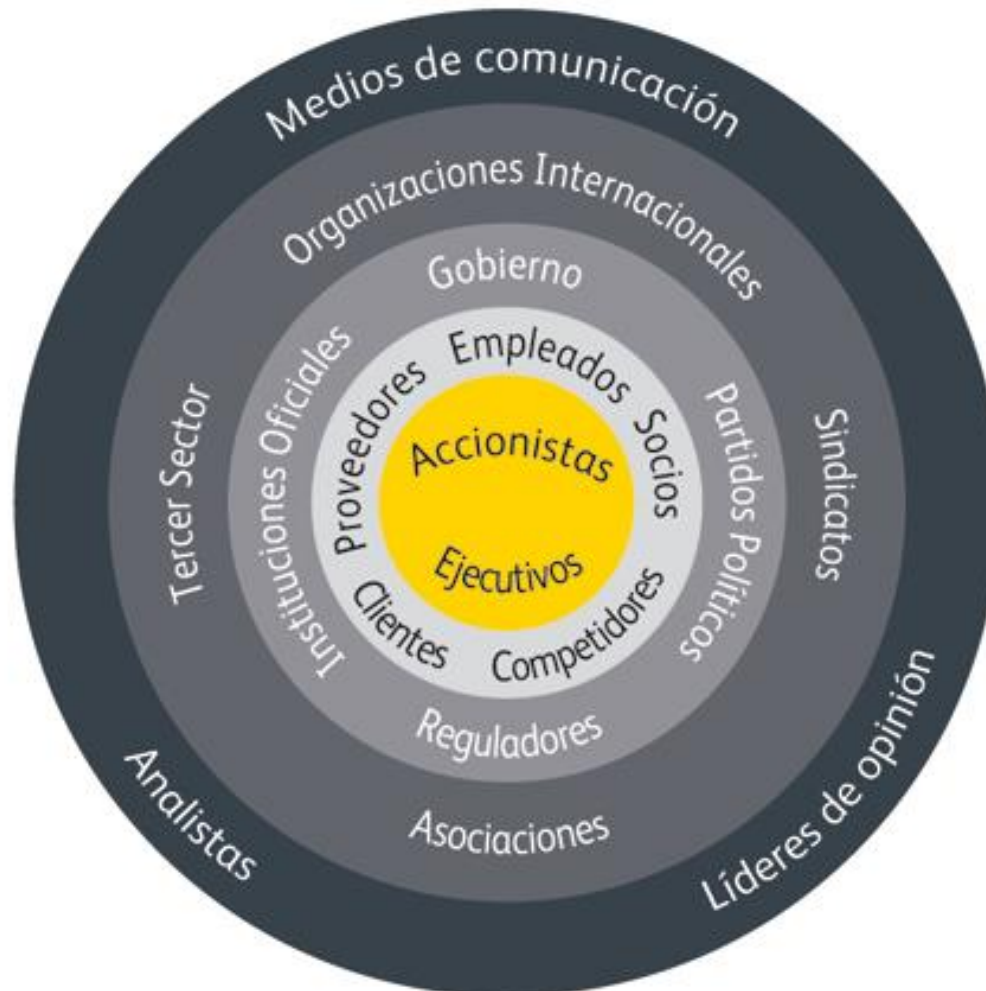 Medios de comunicación
Organizaciones Internacionales
Gobierno
Empleados
Proveedores
Socios
Accionistas
Instituciones Oficiales
Partidos Políticos
Tercer Sector
Sindicatos
Ejecutivos
Clientes
Competidores
Reguladores
Asociaciones
Analistas
Líderes de opinión